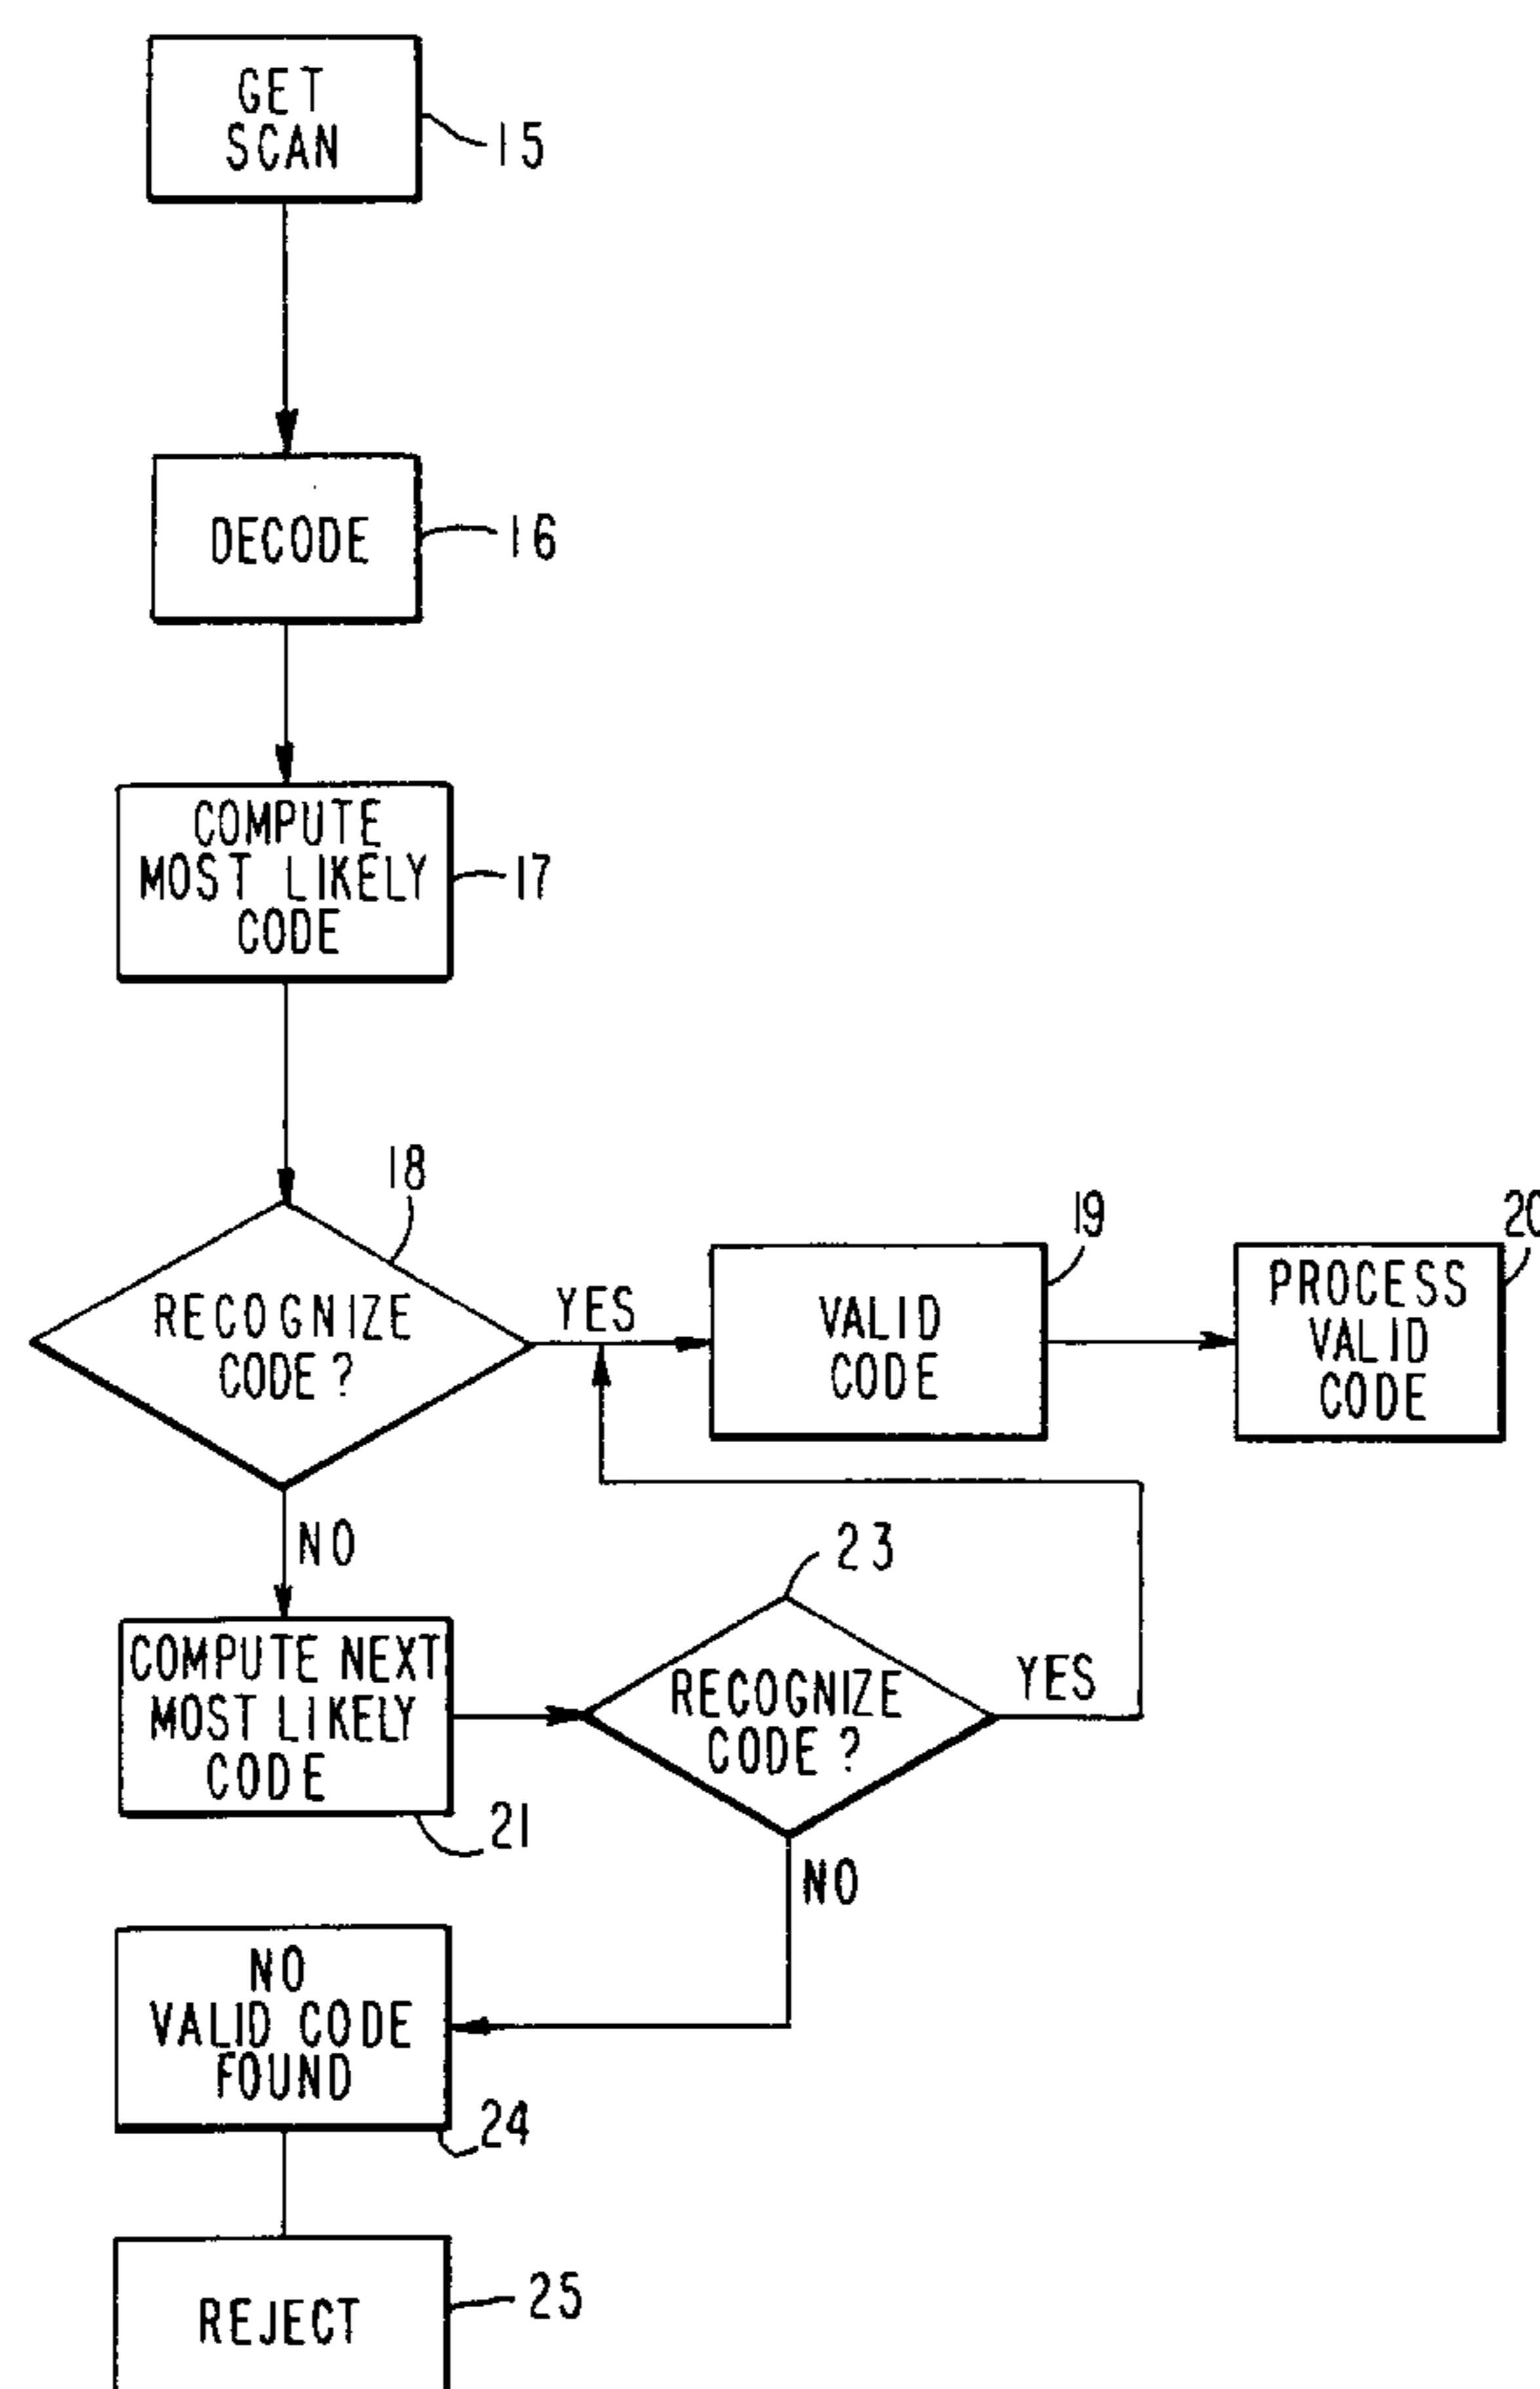 GET
SCAN
15
DECODE
16
COMPUTE
MOST LIKELY
CODE
17
18
RECOGNIZE
CODE?
YES
19
VALID
CODE
20
PROCESS
VALID
CODE
NO
COMPUTE NEXT
MOST LIKELY
CODE
21
23
RECOGNIZE
CODE?
YES
NO
NO
VALID CODE
FOUND
24
REJECT
25